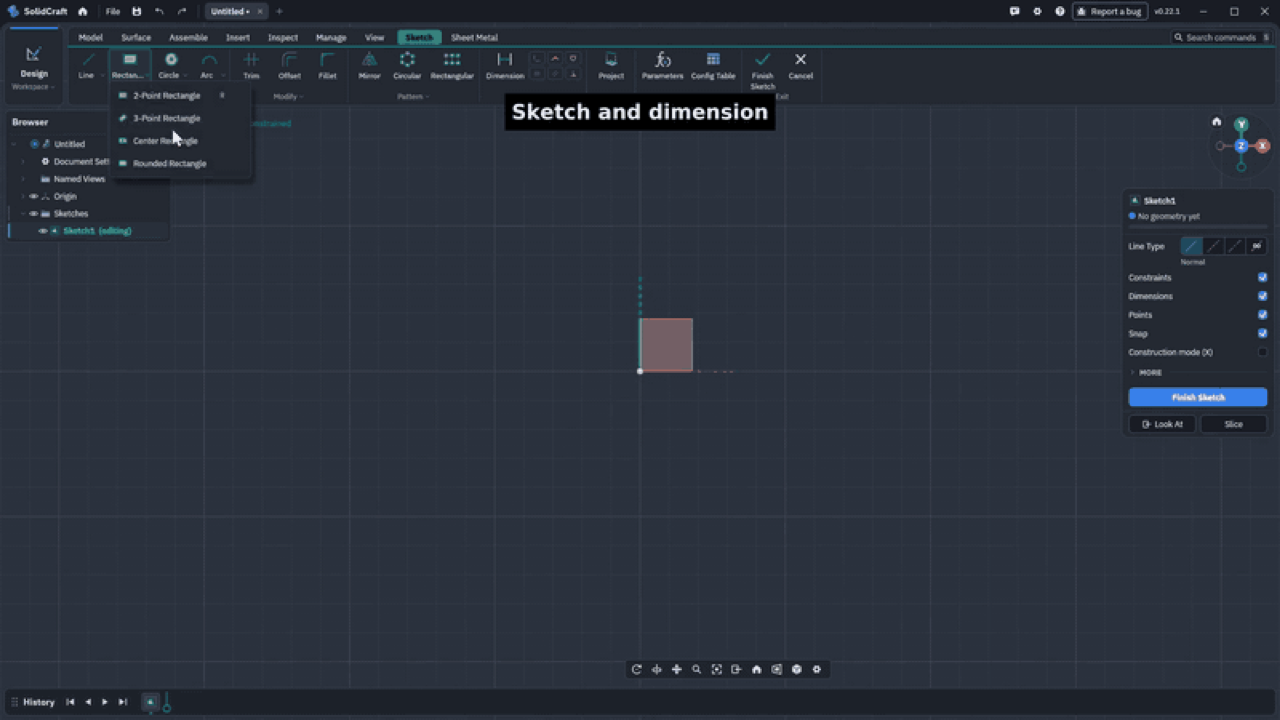 SolidCraft File Untitled • Report a bug v0.22.1
Model Surface Assemble Insert Inspect Manage View Sketch Sheet Metal Search commands S
Design
Workspace
Line Rectan... Circle Arc Trim Offset Fillet Mirror Circular Rectangular Dimension Project Parameters Config Table Finish Sketch Cancel
Modify Pattern Exit
2-Point Rectangle R
3-Point Rectangle
Center Rectangle
Rounded Rectangle
Sketch and dimension
Browser
Untitled
Document Sett
Named Views
Origin
Sketches
Sketch1 (editing)
Y
Z X
Sketch1
No geometry yet
Line Type
Normal
Constraints
Dimensions
Points
Snap
Construction mode (X)
MORE
Finish Sketch
Look At Slice
History